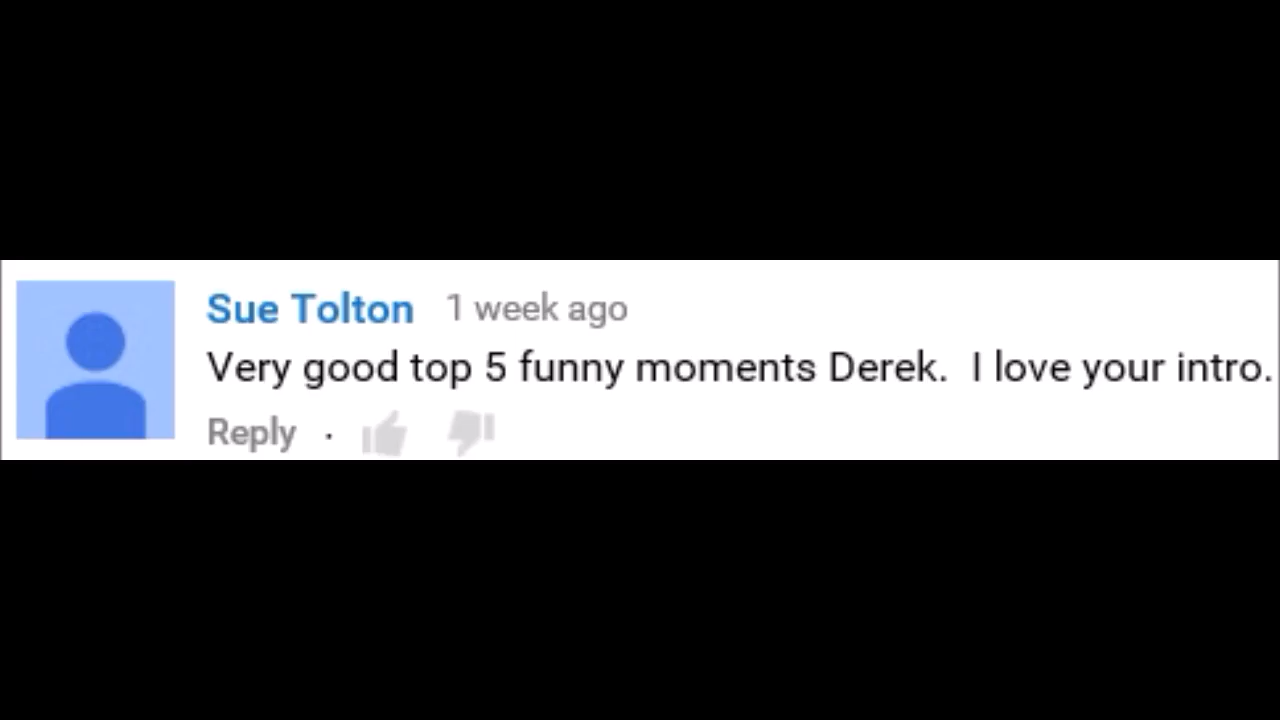 Sue Tolton 1 week ago
Very good top 5 funny moments Derek.  I love your intro.
Reply ·